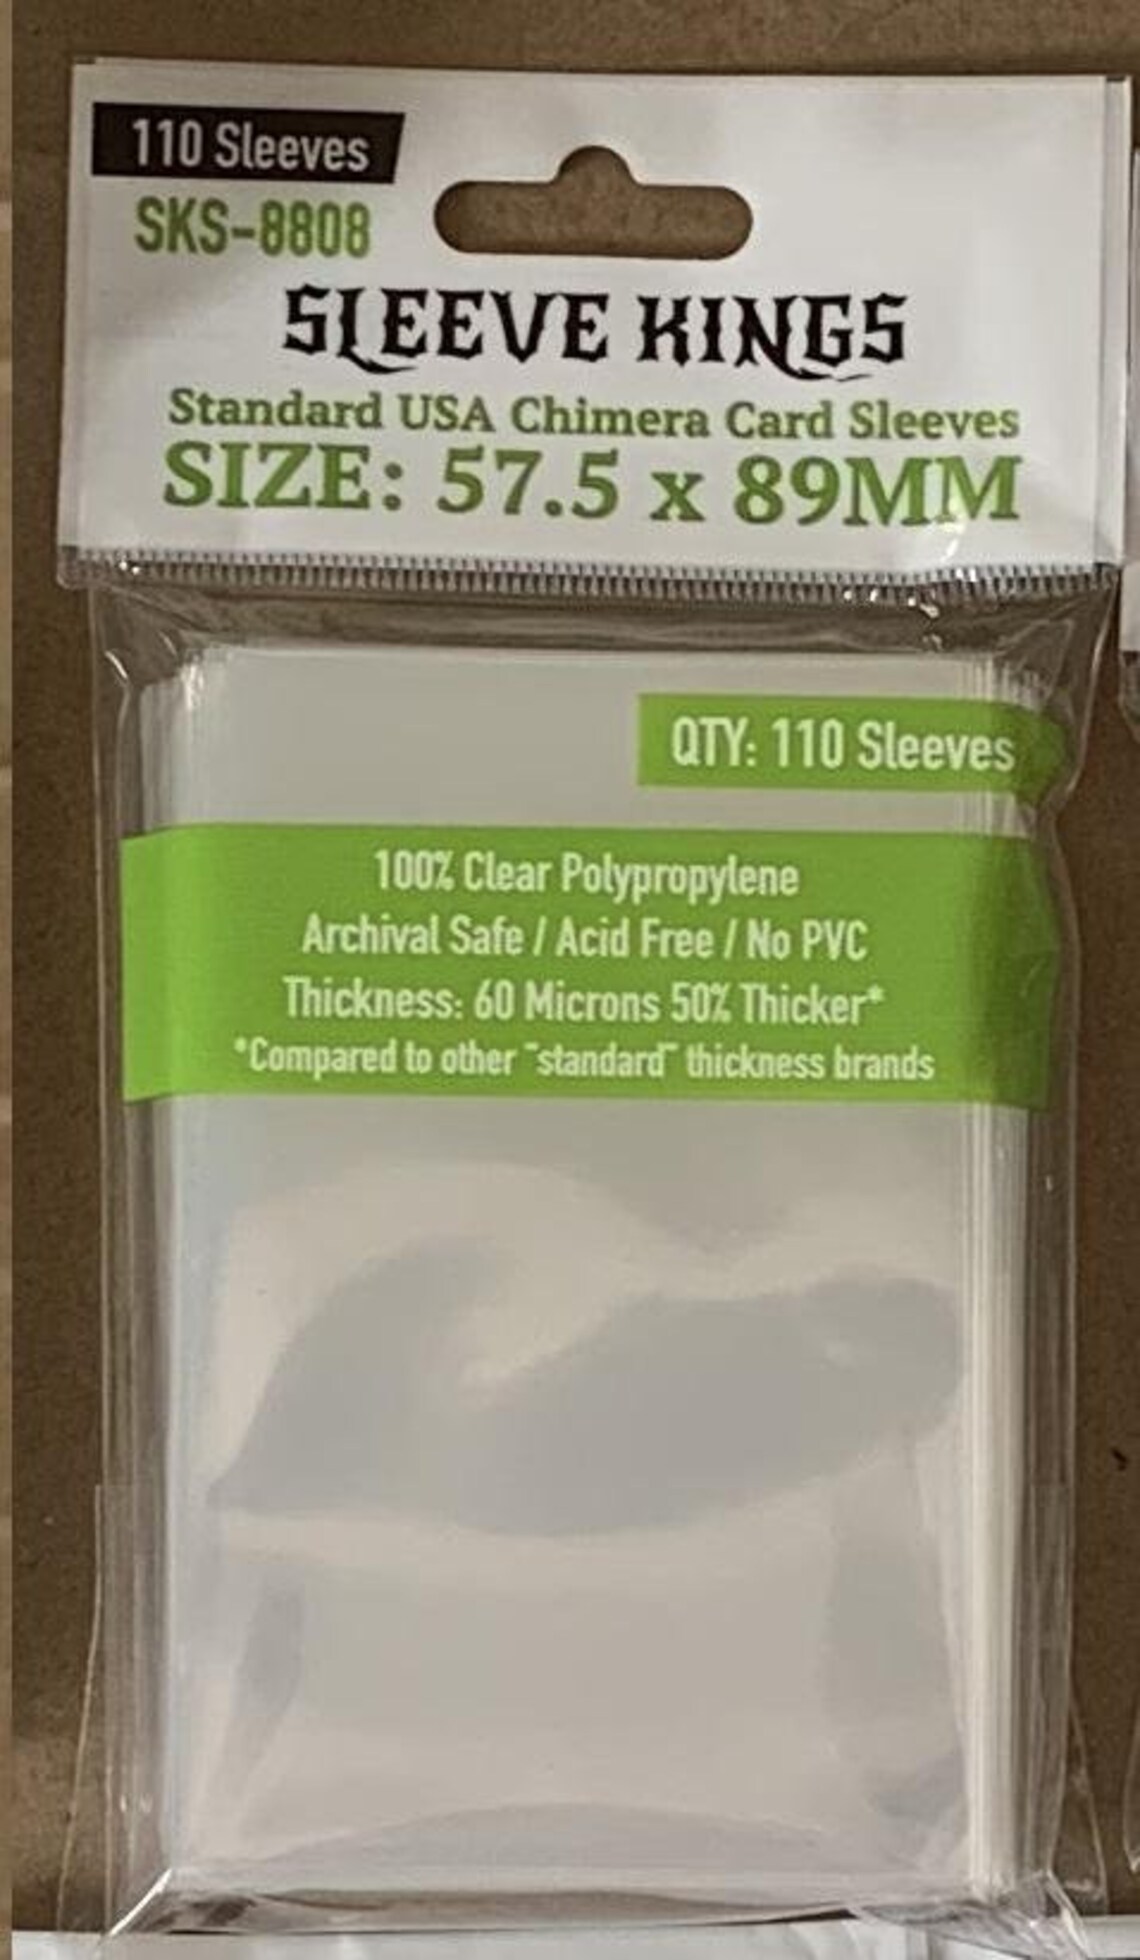 110 Sleeves
SKS-8808
SLEEVE KINGS
Standard USA Chimera Card Sleeves
SIZE: 57.5 x 89MM
QTY: 110 Sleeves
100% Clear Polypropylene
Archival Safe / Acid Free / No PVC
Thickness: 60 Microns 50% Thicker*
*Compared to other "standard" thickness brands